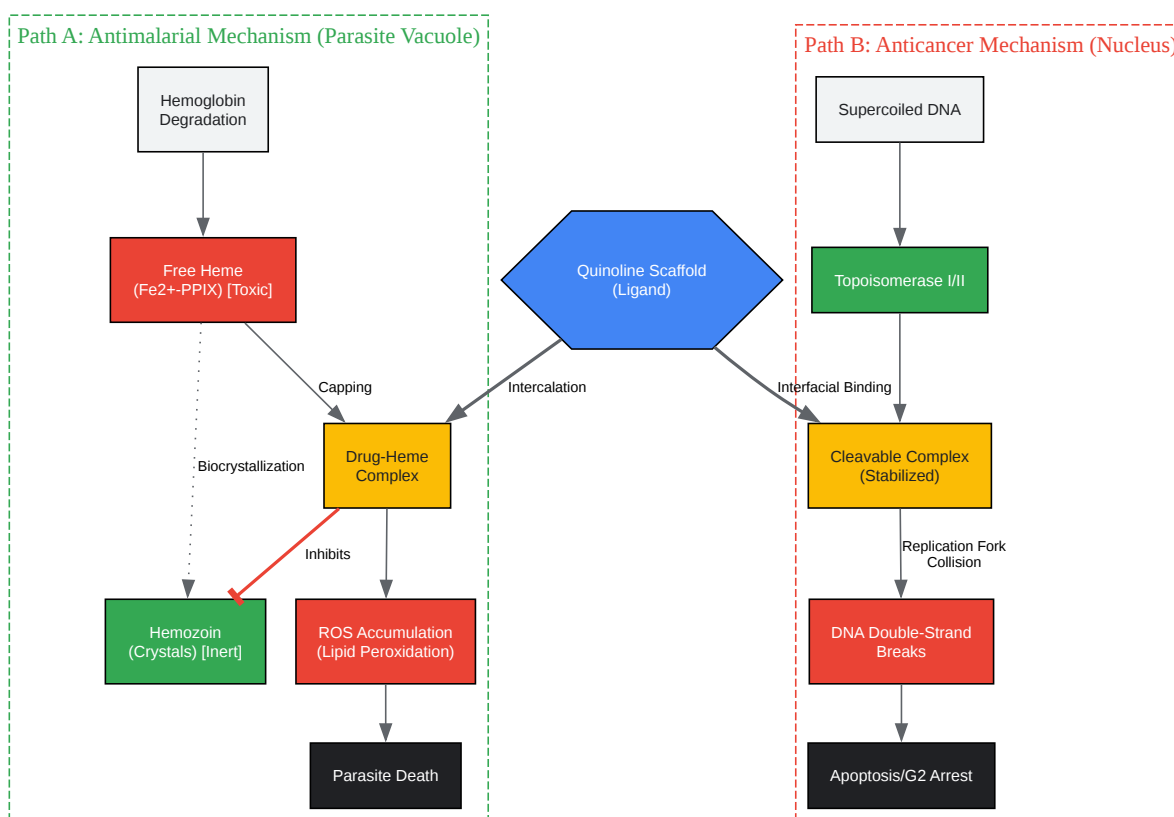 Path A: Antimalarial Mechanism (Parasite Vacuole)
Hemoglobin
Degradation
Free Heme
(Fe2+-PPIX) [Toxic]
Capping
Biocrystallization
Drug-Heme
Complex
Inhibits
Hemozoin
(Crystals) [Inert]
ROS Accumulation
(Lipid Peroxidation)
Parasite Death
Quinoline Scaffold
(Ligand)
Intercalation
Interfacial Binding
Path B: Anticancer Mechanism (Nucleus)
Supercoiled DNA
Topoisomerase I/II
Cleavable Complex
(Stabilized)
Replication Fork
Collision
DNA Double-Strand
Breaks
Apoptosis/G2 Arrest